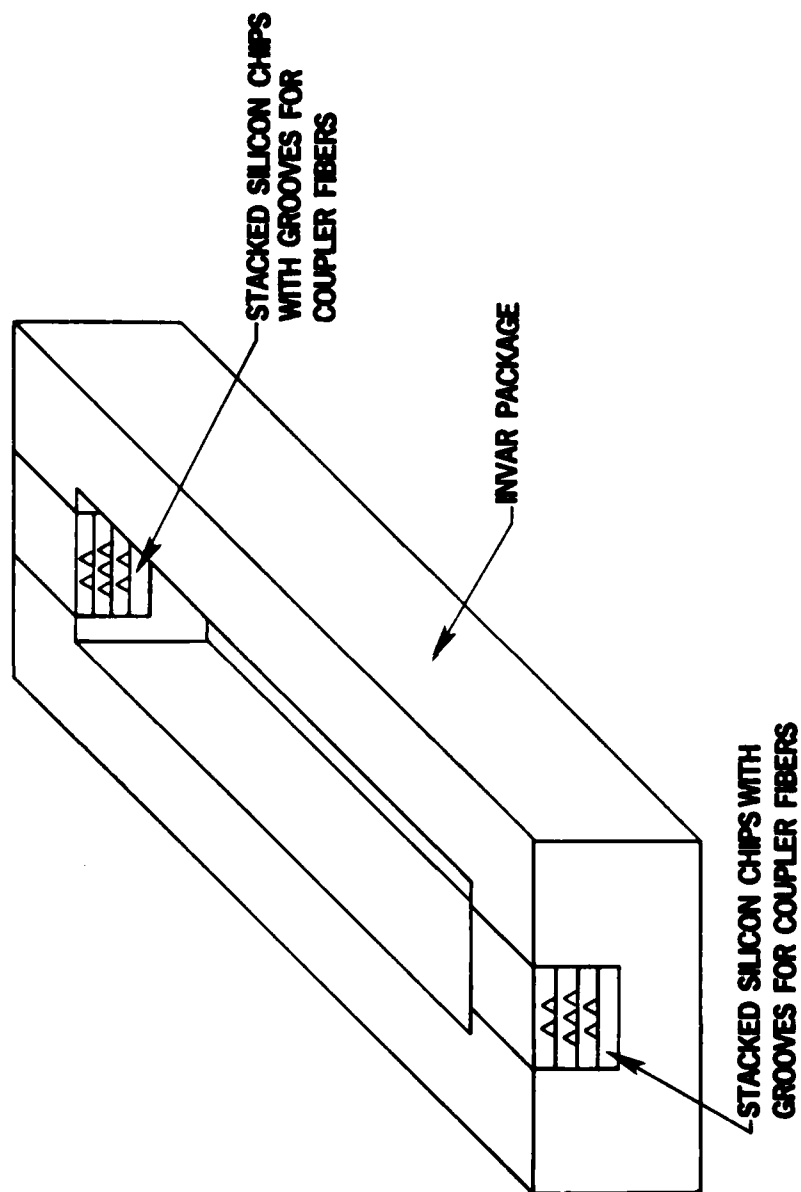 STACKED SILICON CHIPS
WITH GROOVES FOR
COUPLER FIBERS
INVAR PACKAGE
STACKED SILICON CHIPS WITH
GROOVES FOR COUPLER FIBERS